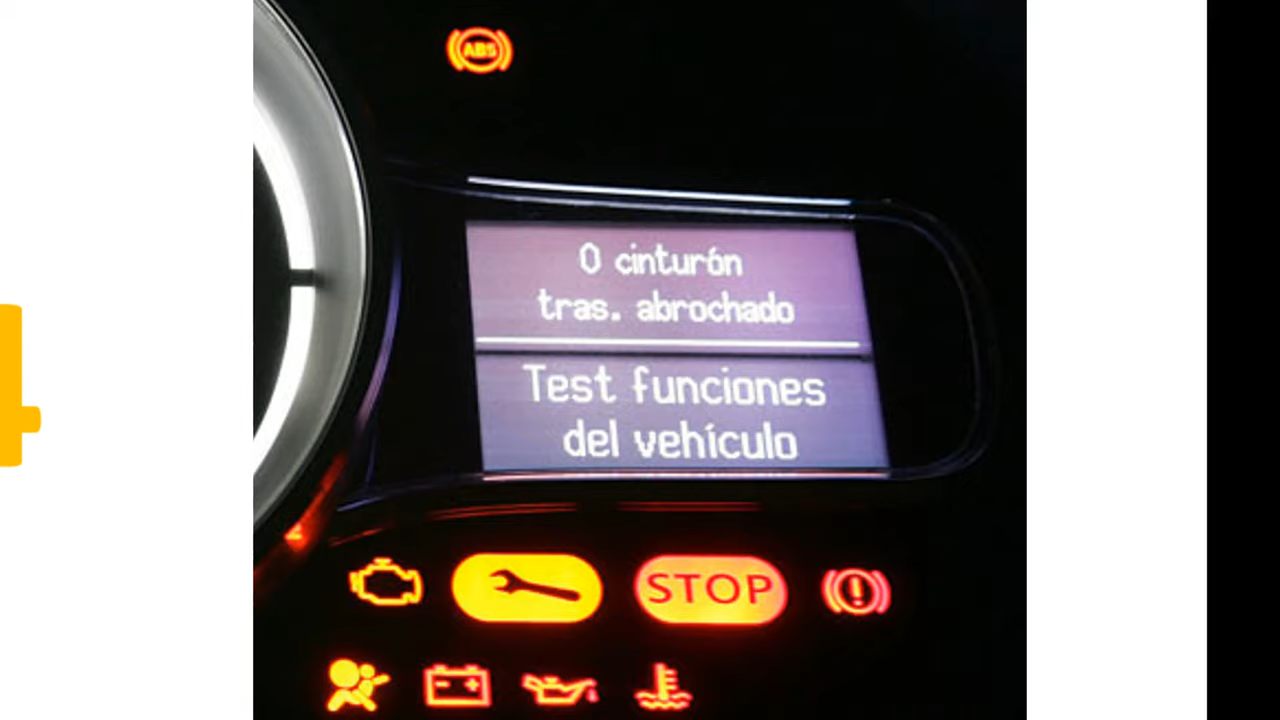 ABS
0 cinturón
tras. abrochado
Test funciones
del vehículo
STOP